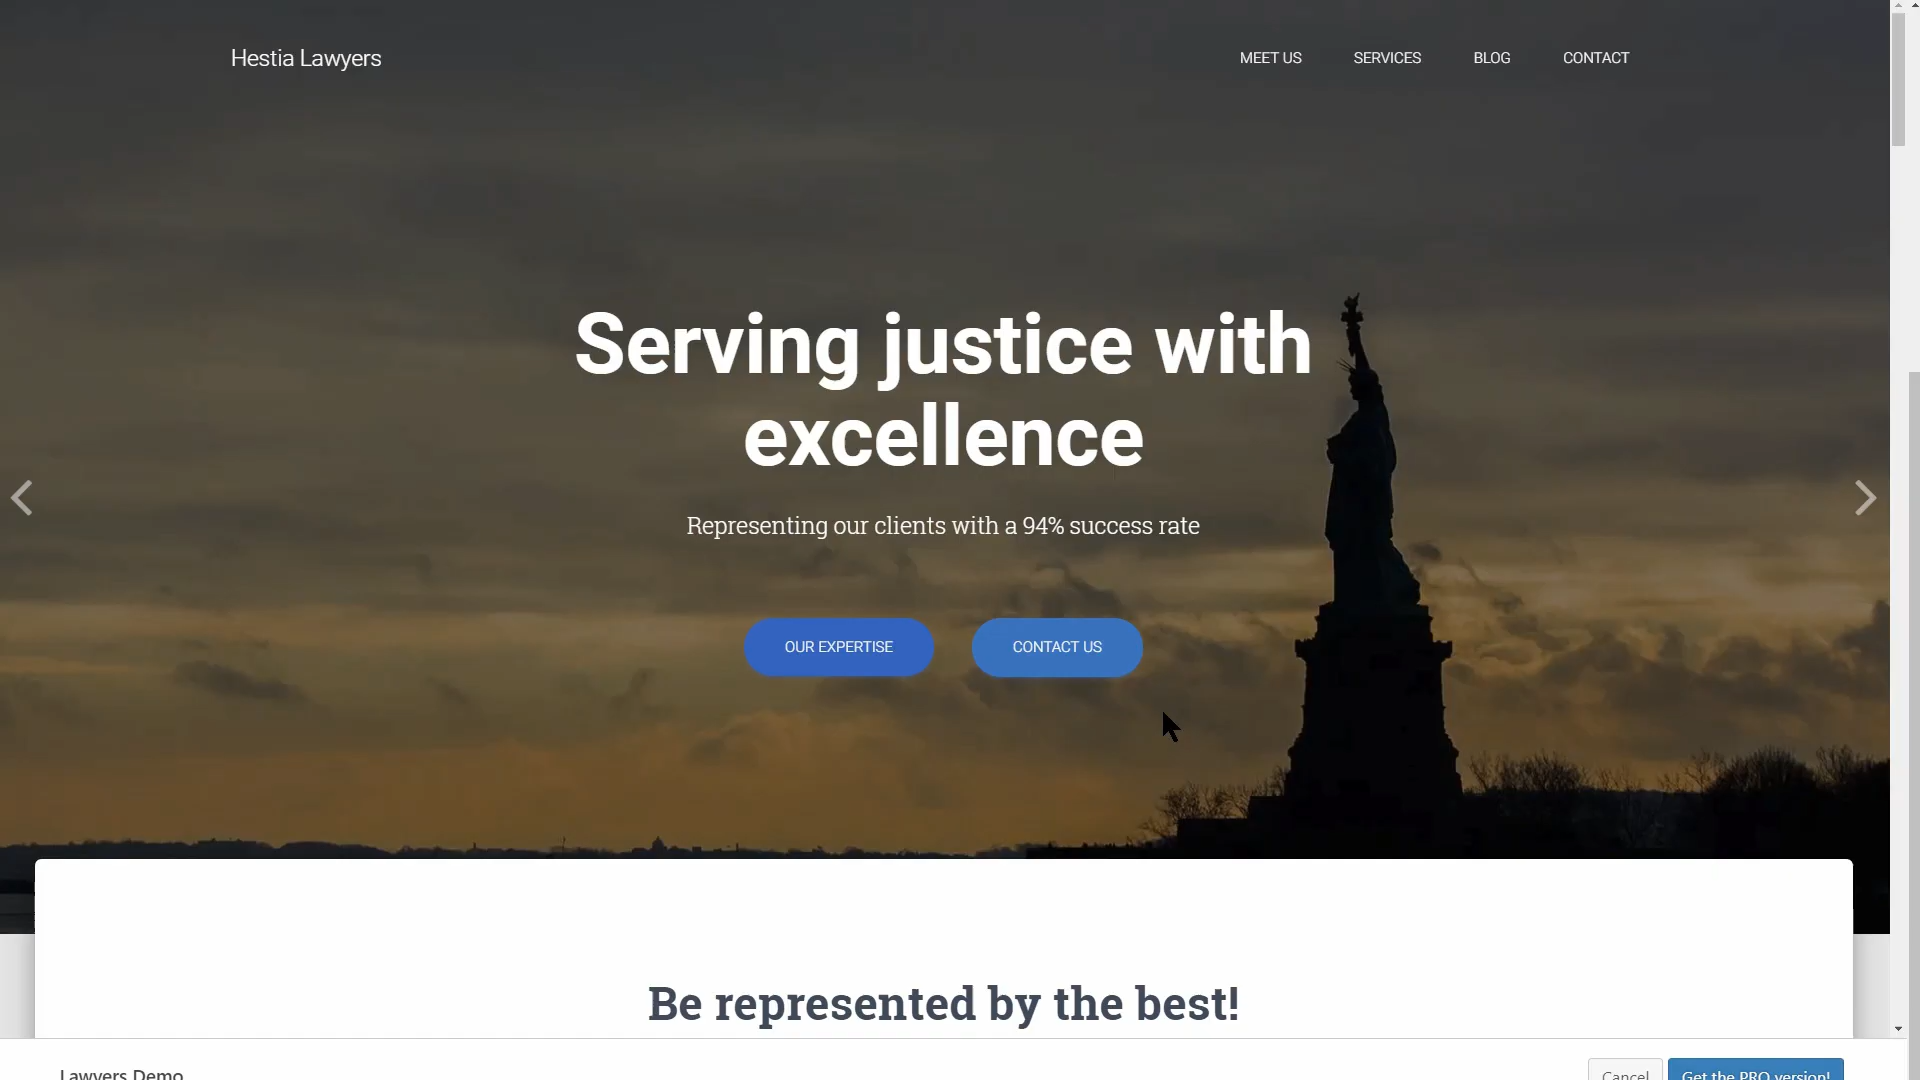 Hestia Lawyers
MEET US
SERVICES
BLOG
CONTACT
Serving justice with
excellence
Representing our clients with a 94% success rate
OUR EXPERTISE
CONTACT US
Be represented by the best!
Lawyers Demo
Cancel
Get the PRO version!